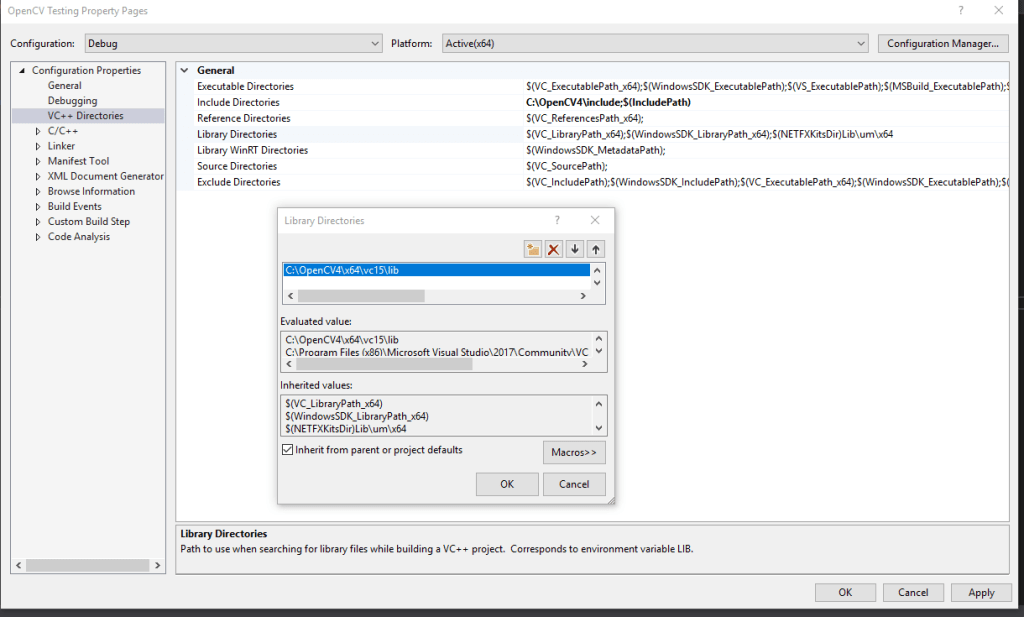 OpenCV Testing Property Pages ?
Configuration: Debug Platform: Active(x64) Configuration Manager...
Configuration Properties
General
Debugging
VC++ Directories
C/C++
Linker
Manifest Tool
XML Document Generator
Browse Information
Build Events
Custom Build Step
Code Analysis
General
Executable Directories $(VC_ExecutablePath_x64);$(WindowsSDK_ExecutablePath);$(VS_ExecutablePath);$(MSBuild_ExecutablePath);$
Include Directories C:\OpenCV4\include;$(IncludePath)
Reference Directories $(VC_ReferencesPath_x64);
Library Directories $(VC_LibraryPath_x64);$(WindowsSDK_LibraryPath_x64);$(NETFXKitsDir)Lib\um\x64
Library WinRT Directories $(WindowsSDK_MetadataPath);
Source Directories $(VC_SourcePath);
Exclude Directories $(VC_IncludePath);$(WindowsSDK_IncludePath);$(VC_ExecutablePath_x64);$(WindowsSDK_ExecutablePath);$(
Library Directories ?
C:\OpenCV4\x64\vc15\lib
Evaluated value:
C:\OpenCV4\x64\vc15\lib
C:\Program Files (x86)\Microsoft Visual Studio\2017\Community\VC
Inherited values:
$(VC_LibraryPath_x64)
$(WindowsSDK_LibraryPath_x64)
$(NETFXKitsDir)Lib\um\x64
Inherit from parent or project defaults
Macros>>
OK Cancel
Library Directories
Path to use when searching for library files while building a VC++ project. Corresponds to environment variable LIB.
OK Cancel Apply